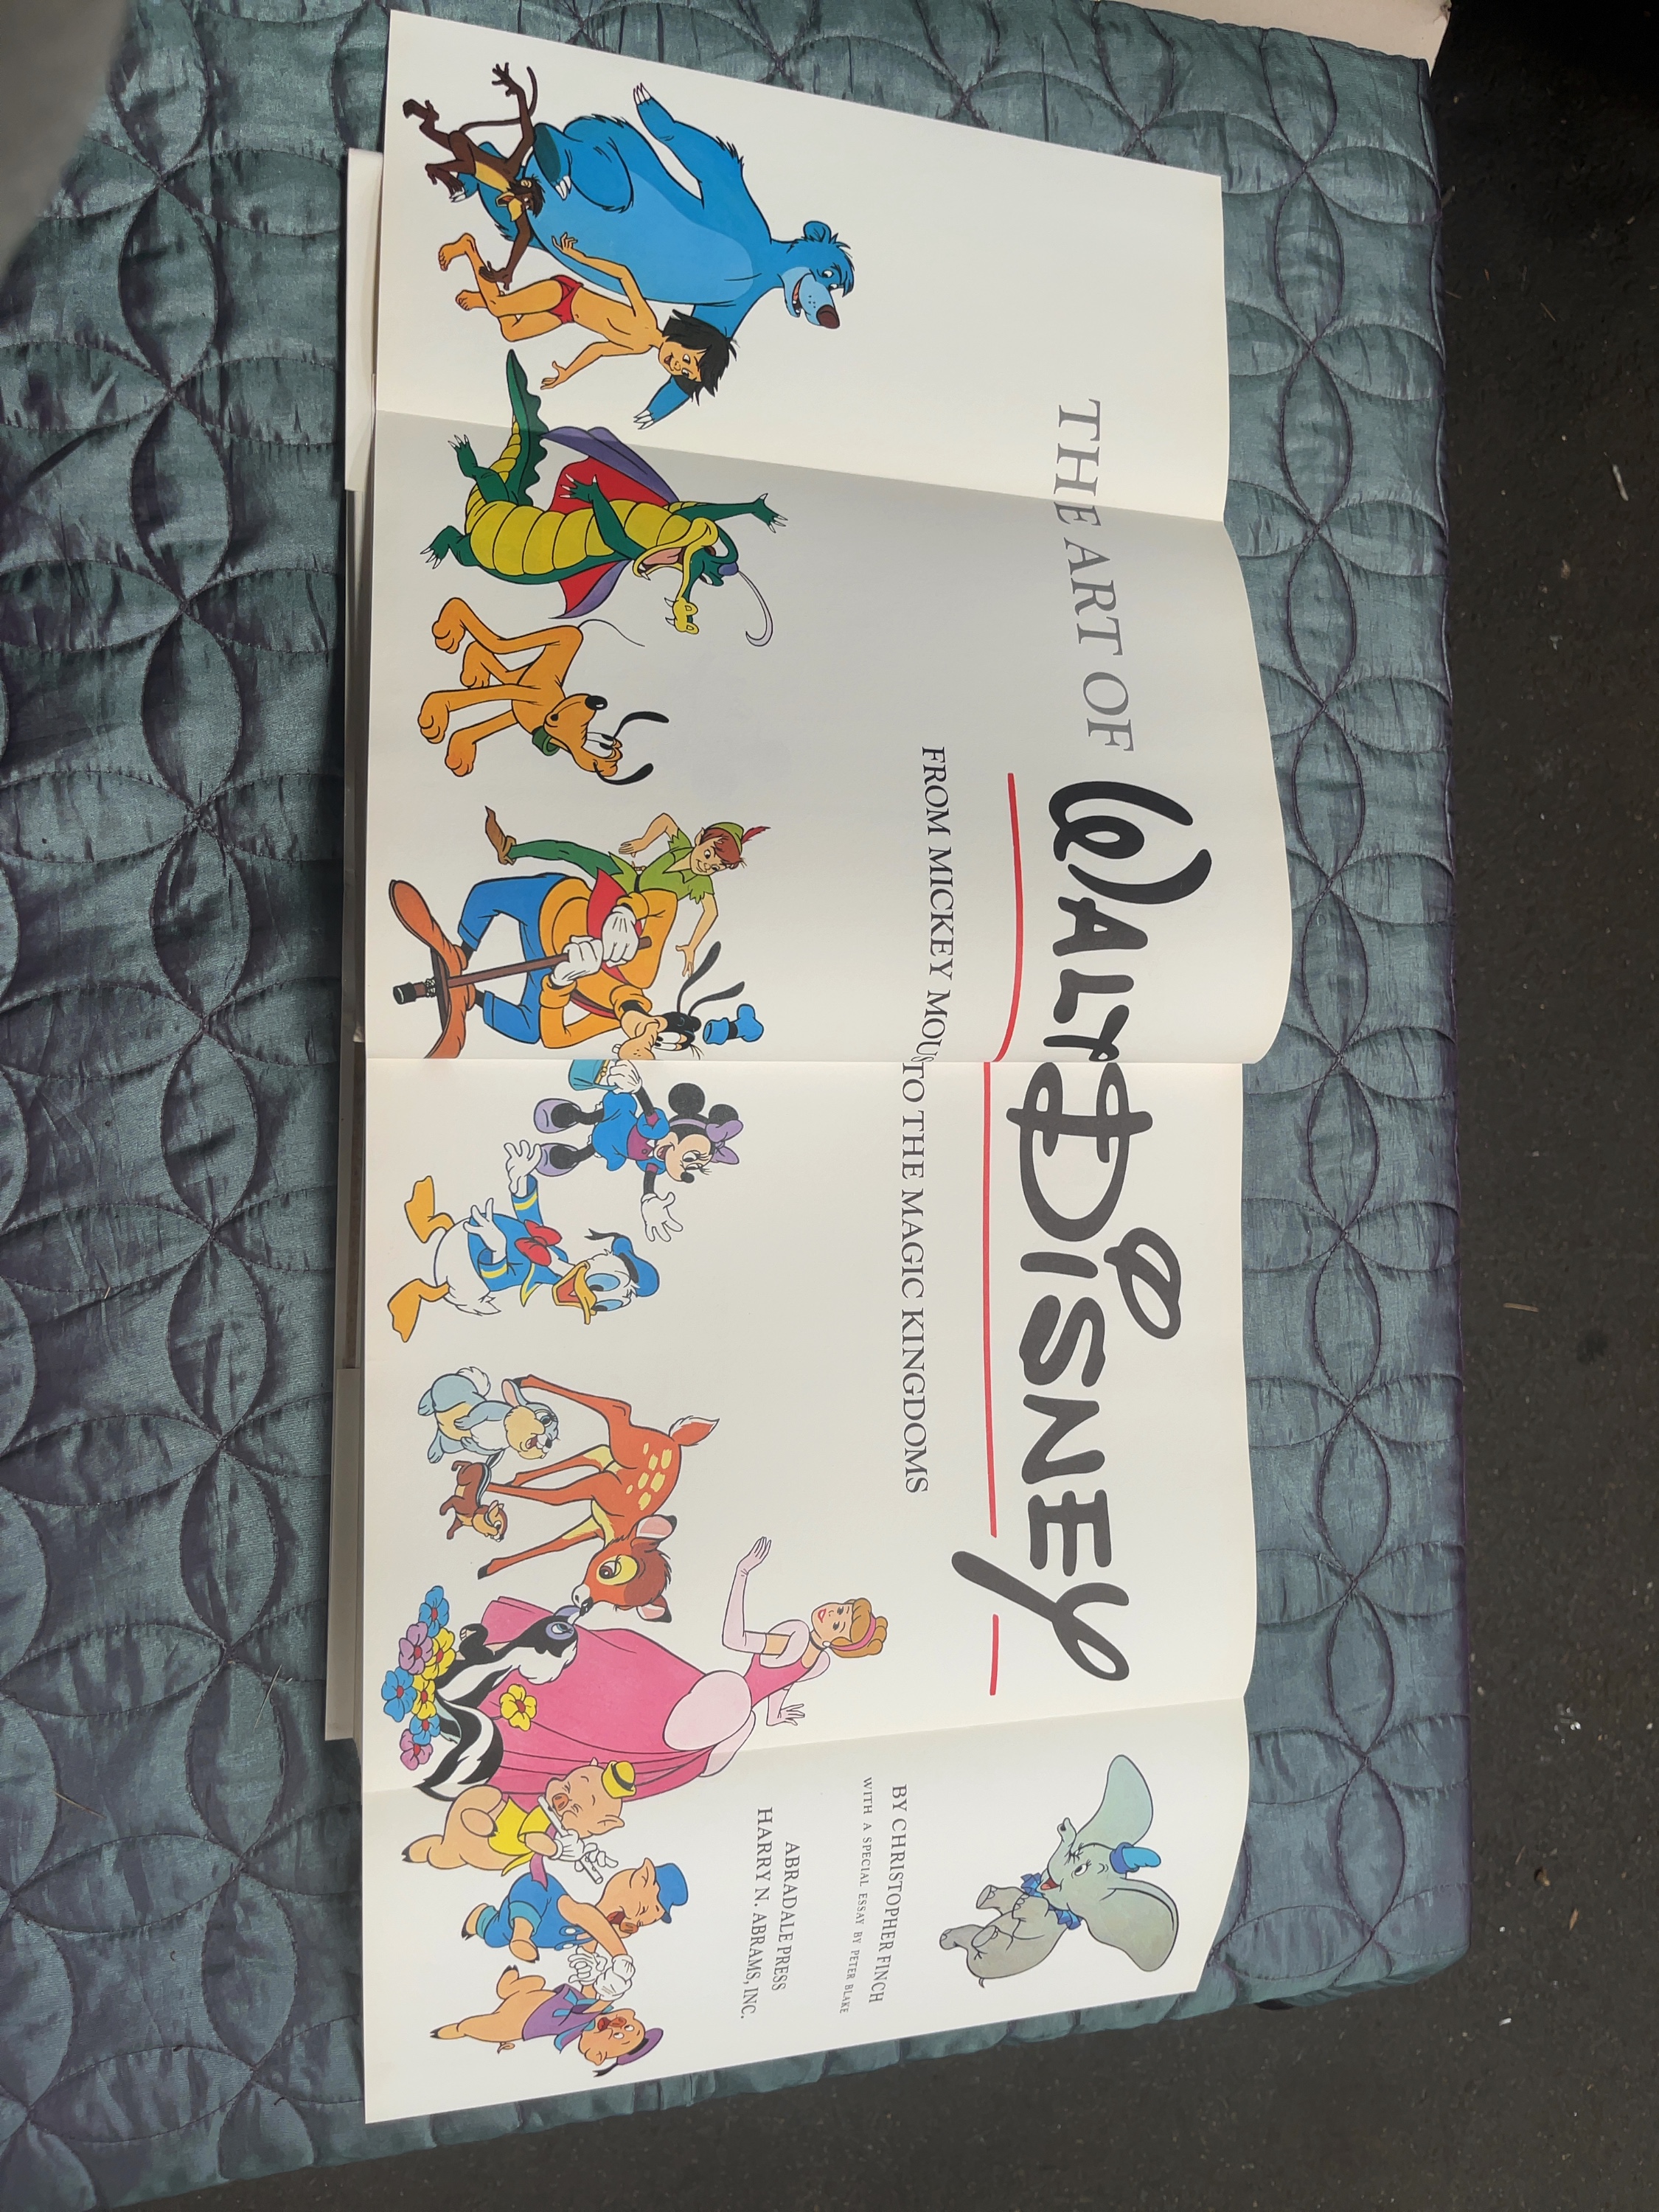 THE ART OF WALT DISNEY
FROM MICKEY MOUS TO THE MAGIC KINGDOMS
BY CHRISTOPHER FINCH
WITH A SPECIAL ESSAY BY PETER BLAKE
ABRADALE PRESS
HARRY N. ABRAMS, INC.